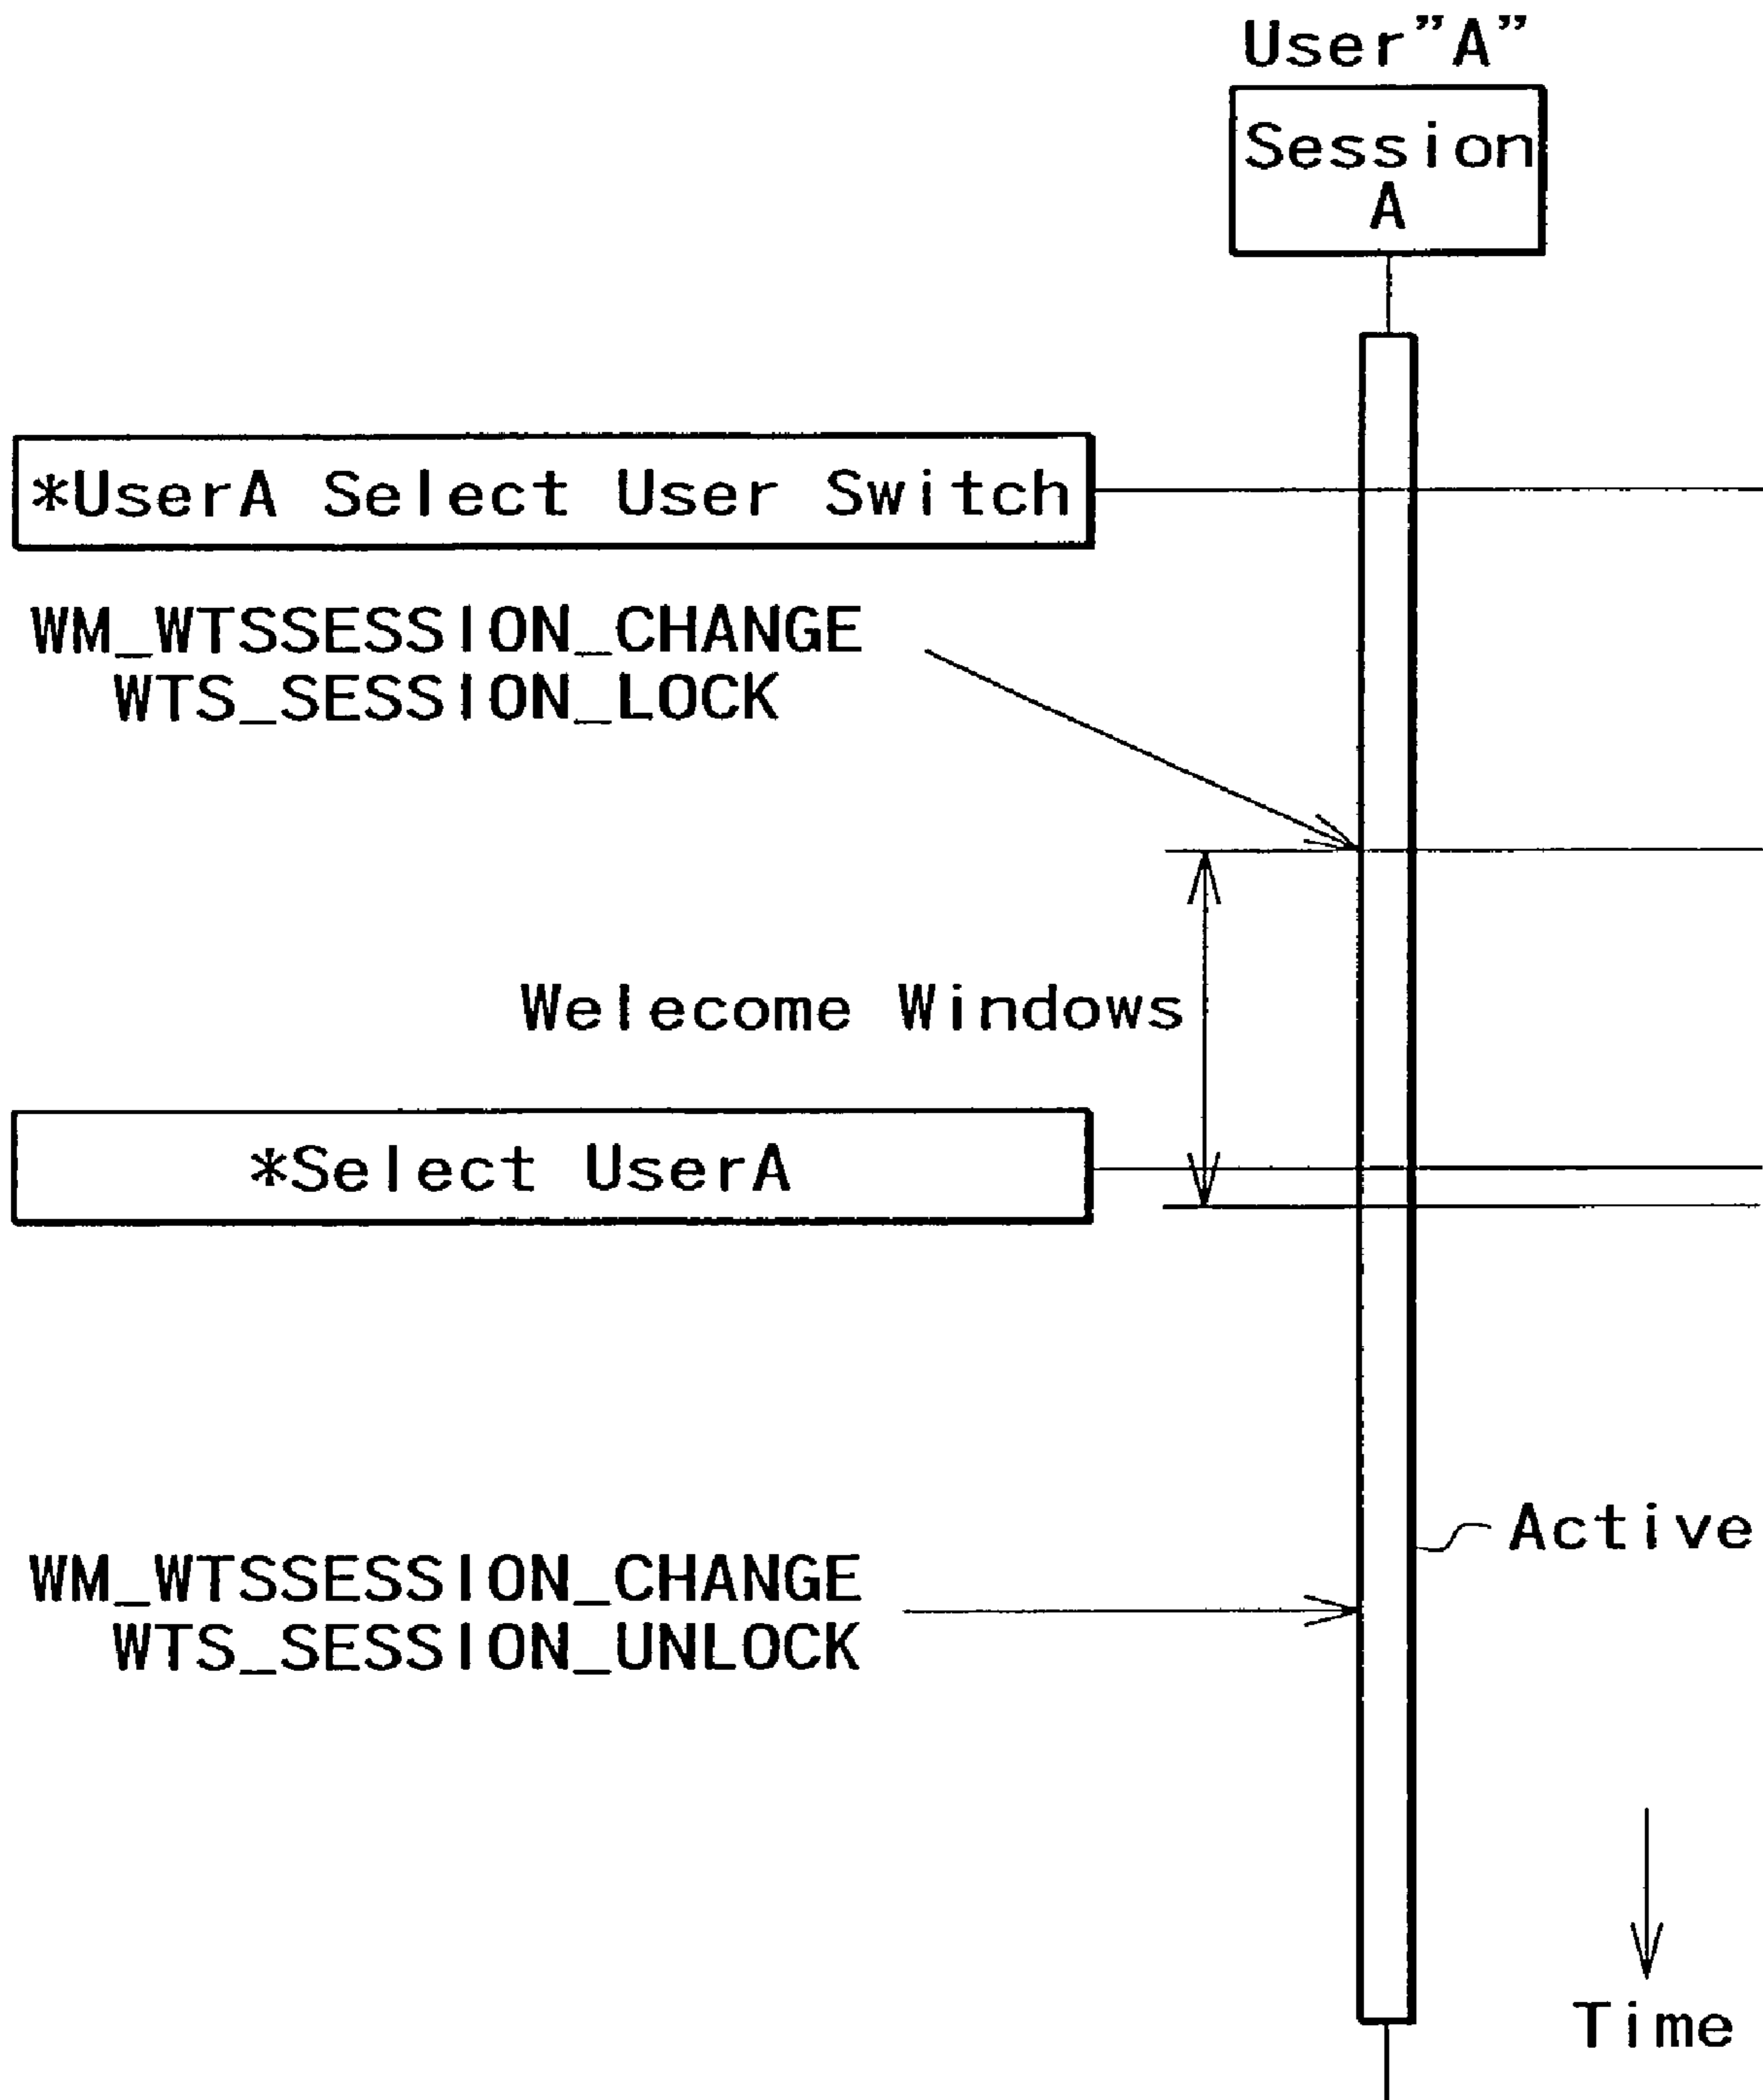 User"A"
Session
A
*UserA Select User Switch
WM_WTSSESSION_CHANGE
WTS_SESSION_LOCK
Welecome Windows
*Select UserA
Active
WM_WTSSESSION_CHANGE
WTS_SESSION_UNLOCK
Time